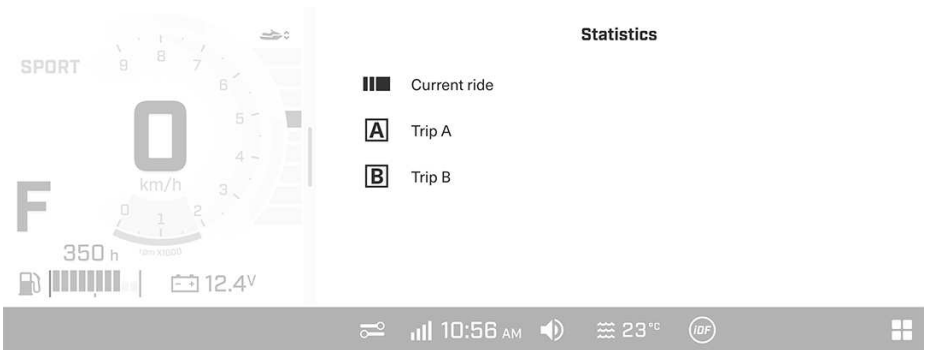 Statistics
SPORT
9 8 7
6
5
4
3
0 1 2
0
km/h
rpm X1000
F
350 h
12.4V
Current ride
A Trip A
B Trip B
10:56 AM
23°C
iDF